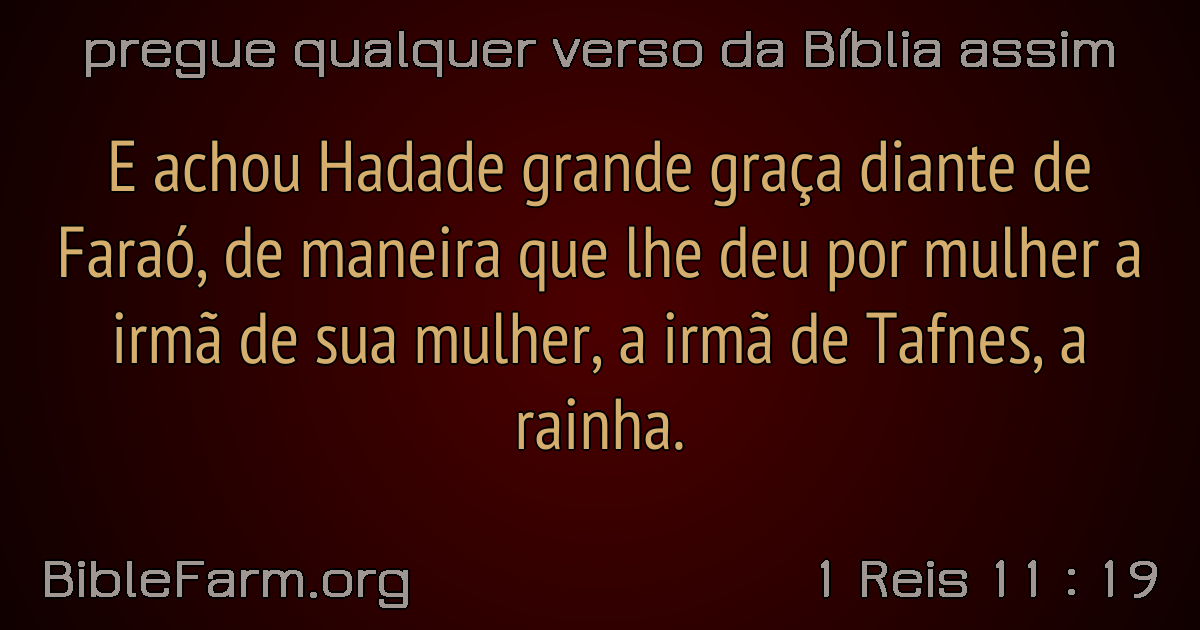 pregue qualquer verso da Bíblia assim
E achou Hadade grande graça diante de
Faraó, de maneira que lhe deu por mulher a
irmã de sua mulher, a irmã de Tafnes, a
rainha.
BibleFarm.org
1 Reis 11 : 19